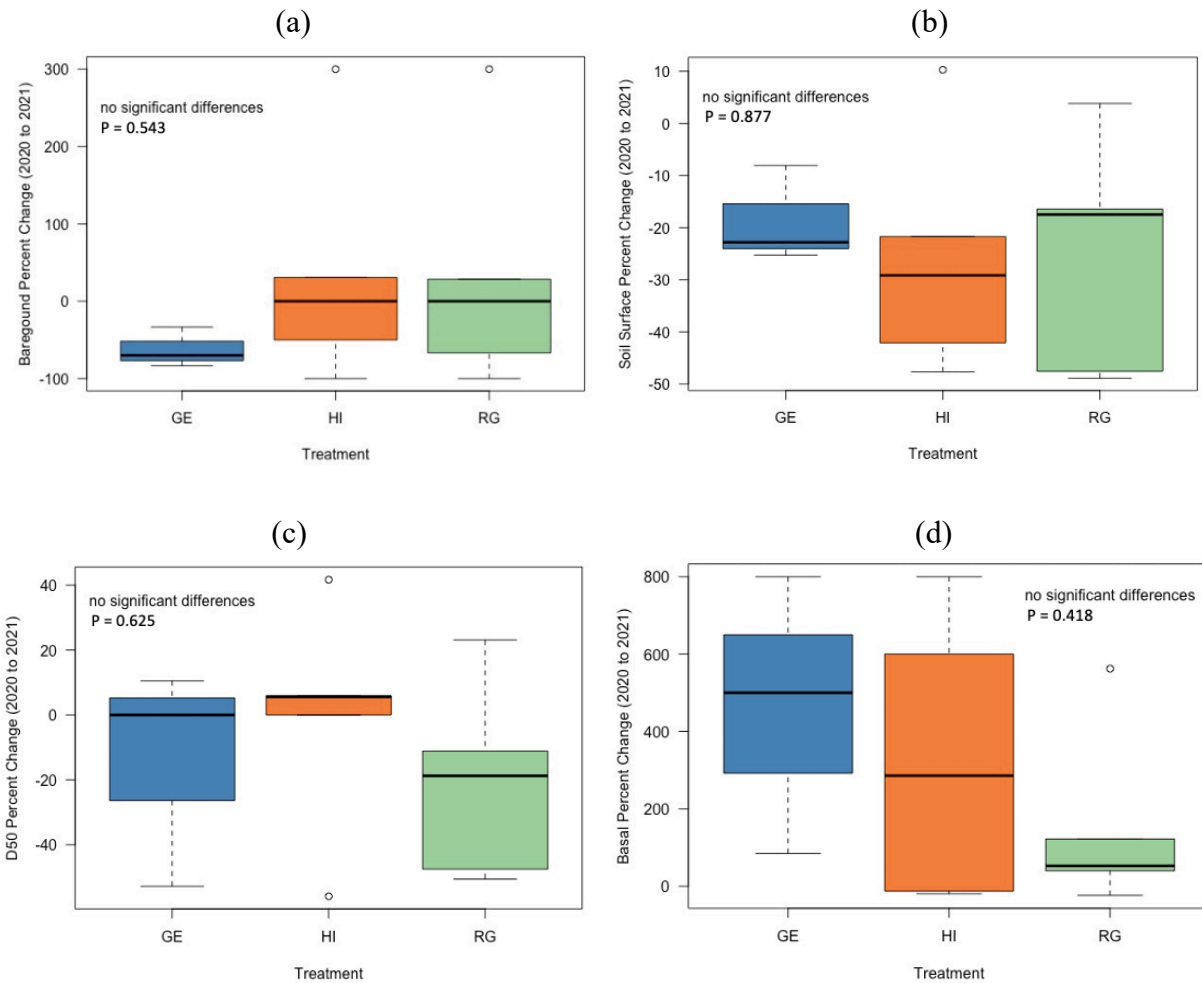 (a)
Baregound Percent Change (2020 to 2021)
300
200
100
0
-100
no significant differences
P = 0.543
GE
HI
RG
Treatment
(b)
Soil Surface Percent Change (2020 to 2021)
10
0
-10
-20
-30
-40
-50
no significant differences
P = 0.877
GE
HI
RG
Treatment
(c)
D50 Percent Change (2020 to 2021)
40
20
0
-20
-40
no significant differences
P = 0.625
GE
HI
RG
Treatment
(d)
Basal Percent Change (2020 to 2021)
800
600
400
200
0
no significant differences
P = 0.418
GE
HI
RG
Treatment